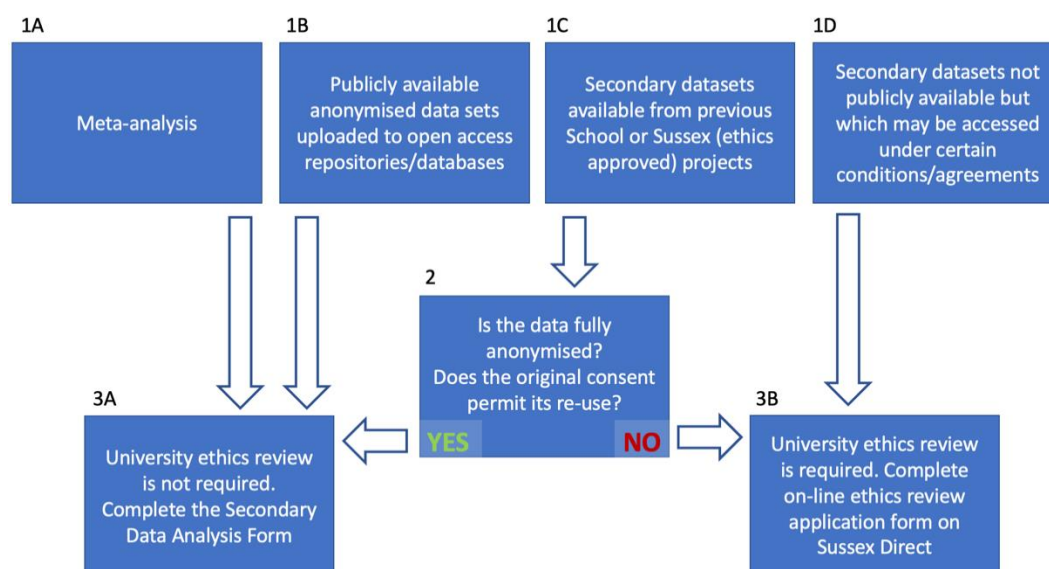 1A
Meta-analysis
1B
Publicly available
anonymised data sets
uploaded to open access
repositories/databases
1C
Secondary datasets
available from previous
School or Sussex (ethics
approved) projects
1D
Secondary datasets not
publicly available but
which may be accessed
under certain
conditions/agreements
2
Is the data fully
anonymised?
Does the original consent
permit its re-use?
YES
NO
3A
University ethics review
is not required.
Complete the Secondary
Data Analysis Form
3B
University ethics review
is required. Complete
on-line ethics review
application form on
Sussex Direct